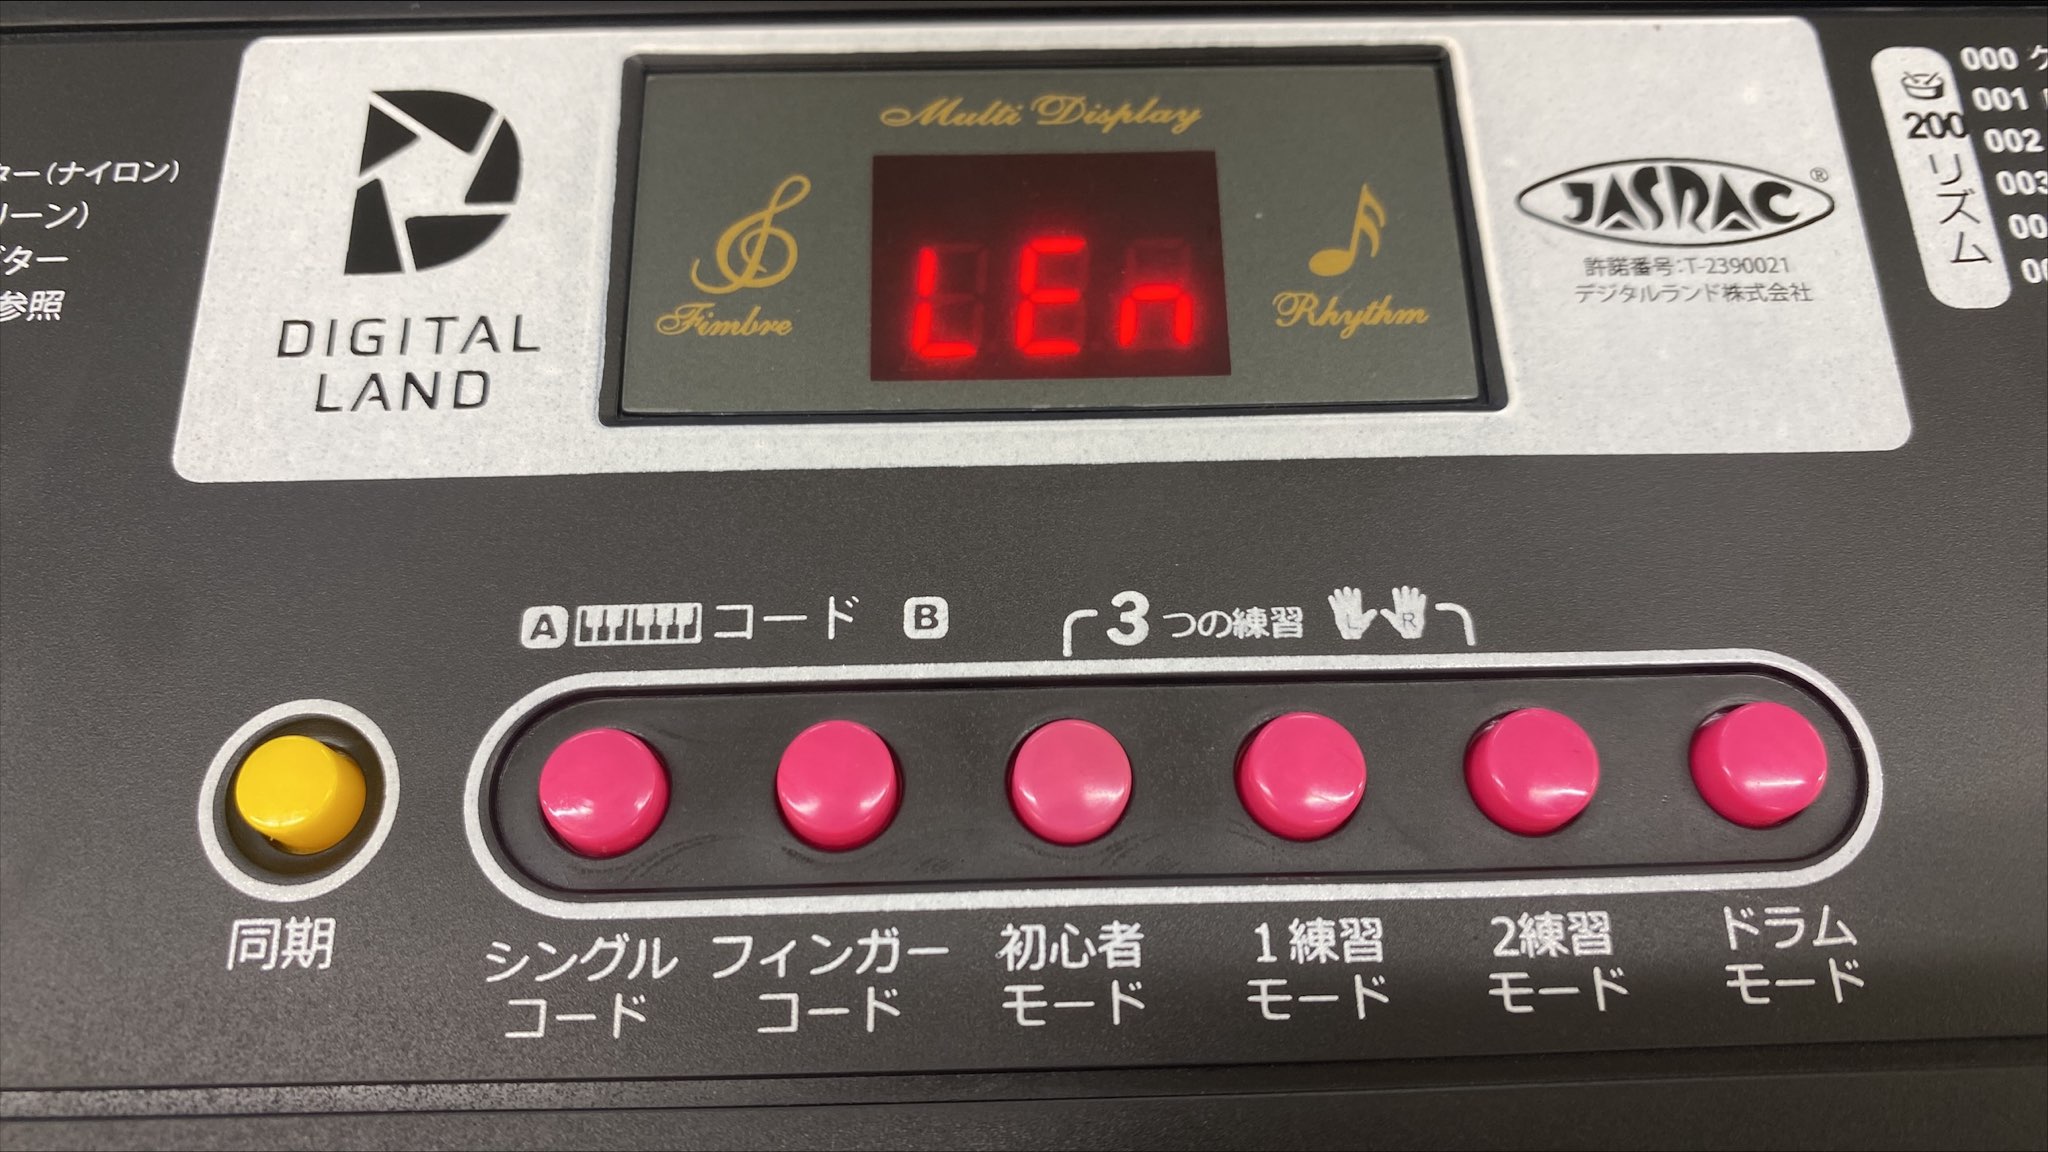 DIGITAL
LAND
Multi Display
Fimbre
LEn
Rhythm
JASRAC®
許諾番号:T-2390021
デジタルランド株式会社
ター(ナイロン)
リーン)
ター
参照
200
リズム
000
001
002
003
A コード B
3つの練習
L R
同期
シングル
コード
フィンガー
コード
初心者
モード
1練習
モード
2練習
モード
ドラム
モード